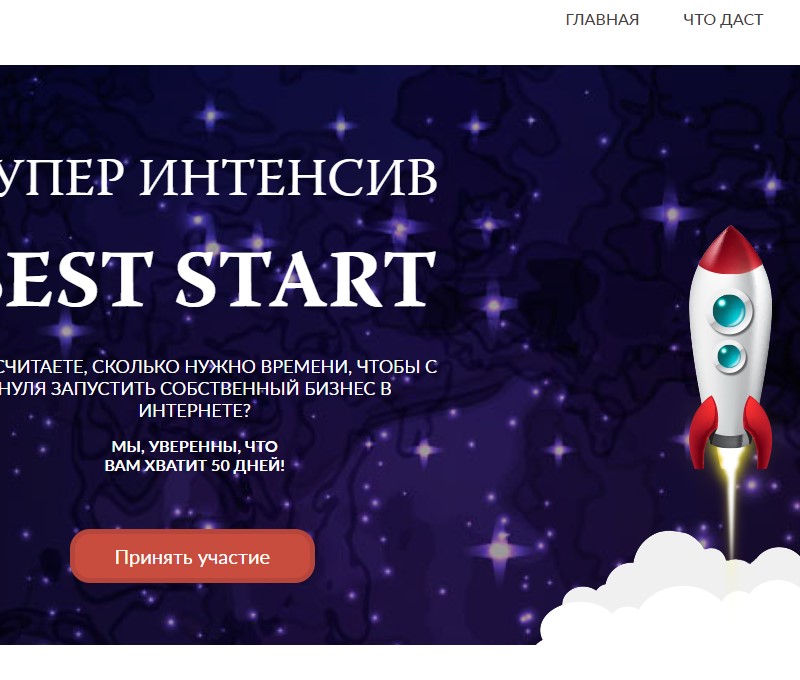 ГЛАВНАЯ ЧТО ДАСТ
УПЕР ИНТЕНСИВ
BEST START
СЧИТАЕТЕ, СКОЛЬКО НУЖНО ВРЕМЕНИ, ЧТОБЫ С
НУЛЯ ЗАПУСТИТЬ СОБСТВЕННЫЙ БИЗНЕС В
ИНТЕРНЕТЕ?
МЫ, УВЕРЕННЫ, ЧТО
ВАМ ХВАТИТ 50 ДНЕЙ!
Принять участие